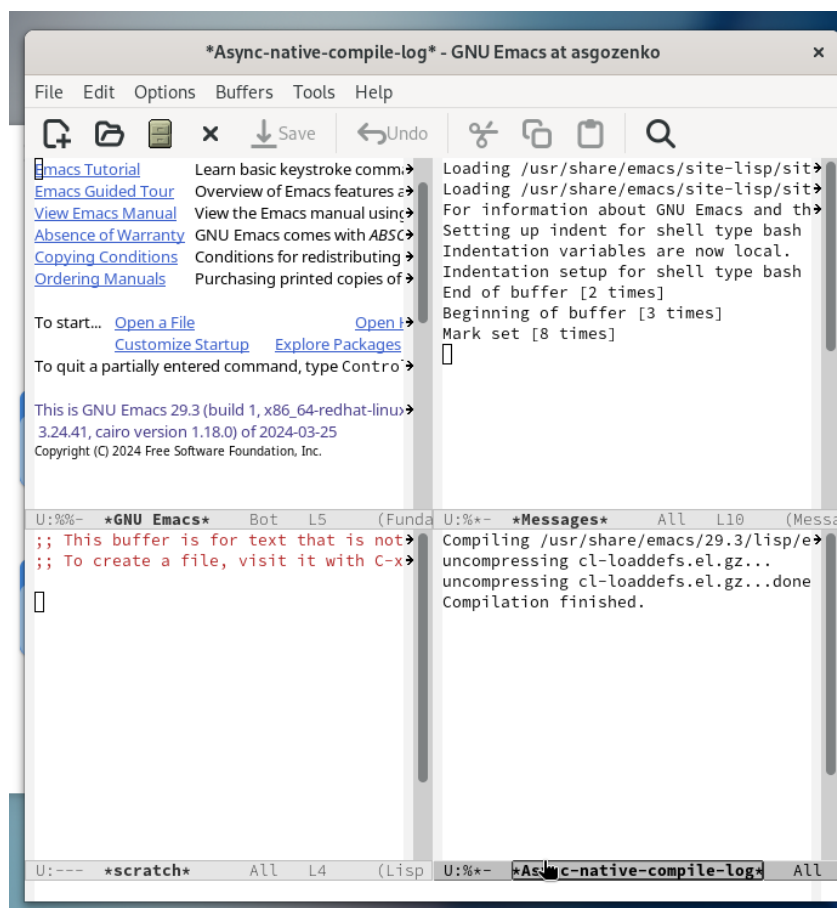 *Async-native-compile-log* - GNU Emacs at asgozenko
File Edit Options Buffers Tools Help
Save Undo
Emacs Tutorial Learn basic keystroke comma
Emacs Guided Tour Overview of Emacs features a
View Emacs Manual View the Emacs manual using
Absence of Warranty GNU Emacs comes with ABSO
Copying Conditions Conditions for redistributing
Ordering Manuals Purchasing printed copies of
To start... Open a File Open H
Customize Startup Explore Packages
To quit a partially entered command, type Contro
This is GNU Emacs 29.3 (build 1, x86_64-redhat-linux
3.24.41, cairo version 1.18.0) of 2024-03-25
Copyright (C) 2024 Free Software Foundation, Inc.
U:%%- *GNU Emacs* Bot L5 (Funda
Loading /usr/share/emacs/site-lisp/sit
Loading /usr/share/emacs/site-lisp/sit
For information about GNU Emacs and th
Setting up indent for shell type bash
Indentation variables are now local.
Indentation setup for shell type bash
End of buffer [2 times]
Beginning of buffer [3 times]
Mark set [8 times]
U:%*- *Messages* All L10 (Messa
;; This buffer is for text that is not
;; To create a file, visit it with C-x
U:--- *scratch* All L4 (Lisp
Compiling /usr/share/emacs/29.3/lisp/e
uncompressing cl-loaddefs.el.gz...
uncompressing cl-loaddefs.el.gz...done
Compilation finished.
U:%*- *Async-native-compile-log* All